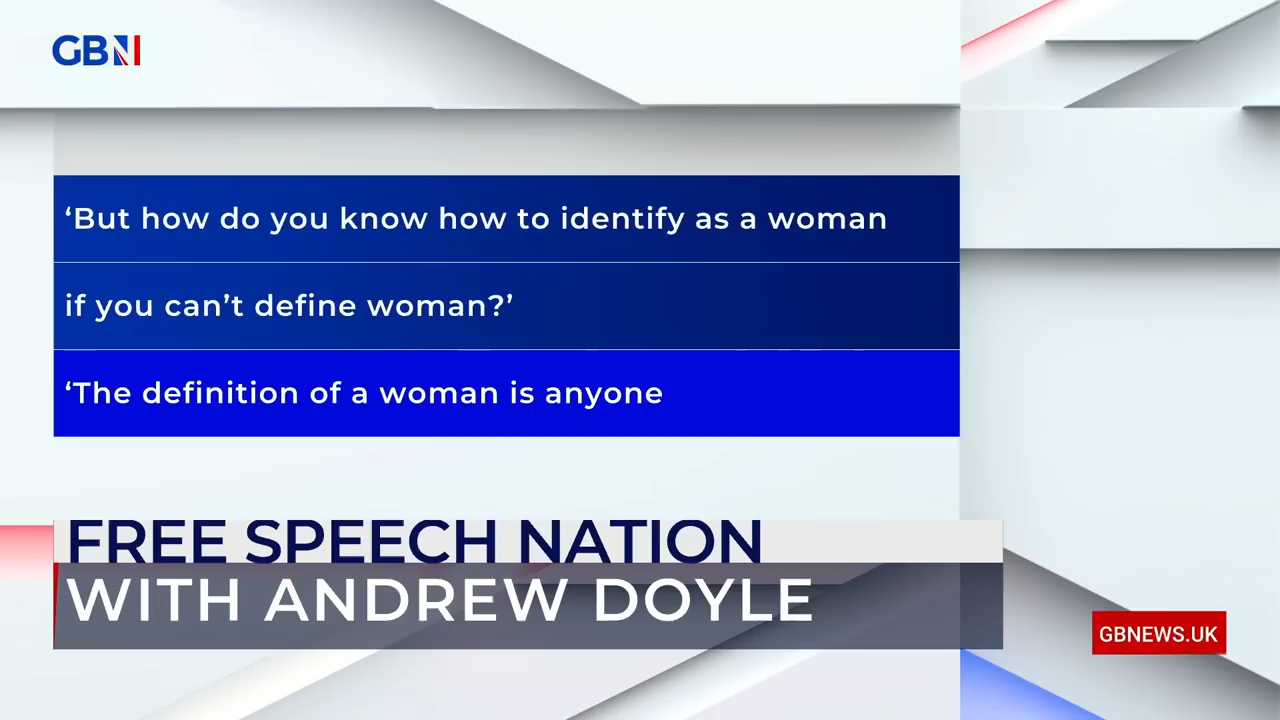 GBN
‘But how do you know how to identify as a woman
if you can’t define woman?’
‘The definition of a woman is anyone
FREE SPEECH NATION
WITH ANDREW DOYLE
GBNEWS.UK